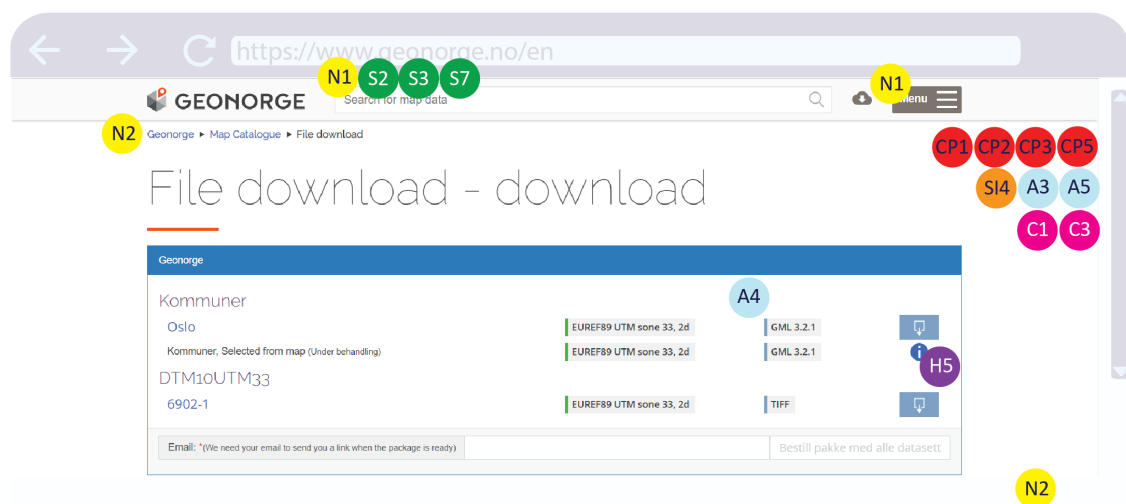 https://www.geonorge.no/en
N1 S2 S3 S7 N1
GEONORGE Search for map data Menu
N2 Geonorge ▸ Map Catalogue ▸ File download
CP1 CP2 CP3 CP5
File download - download
SI4 A3 A5
C1 C3
Geonorge
A4
Kommuner
Oslo EUREF89 UTM sone 33, 2d GML 3.2.1
Kommuner, Selected from map (Under behandling) EUREF89 UTM sone 33, 2d GML 3.2.1
H5
DTM10UTM33
6902-1 EUREF89 UTM sone 33, 2d TIFF
Email: *(We need your email to send you a link when the package is ready) Bestill pakke med alle datasett
N2